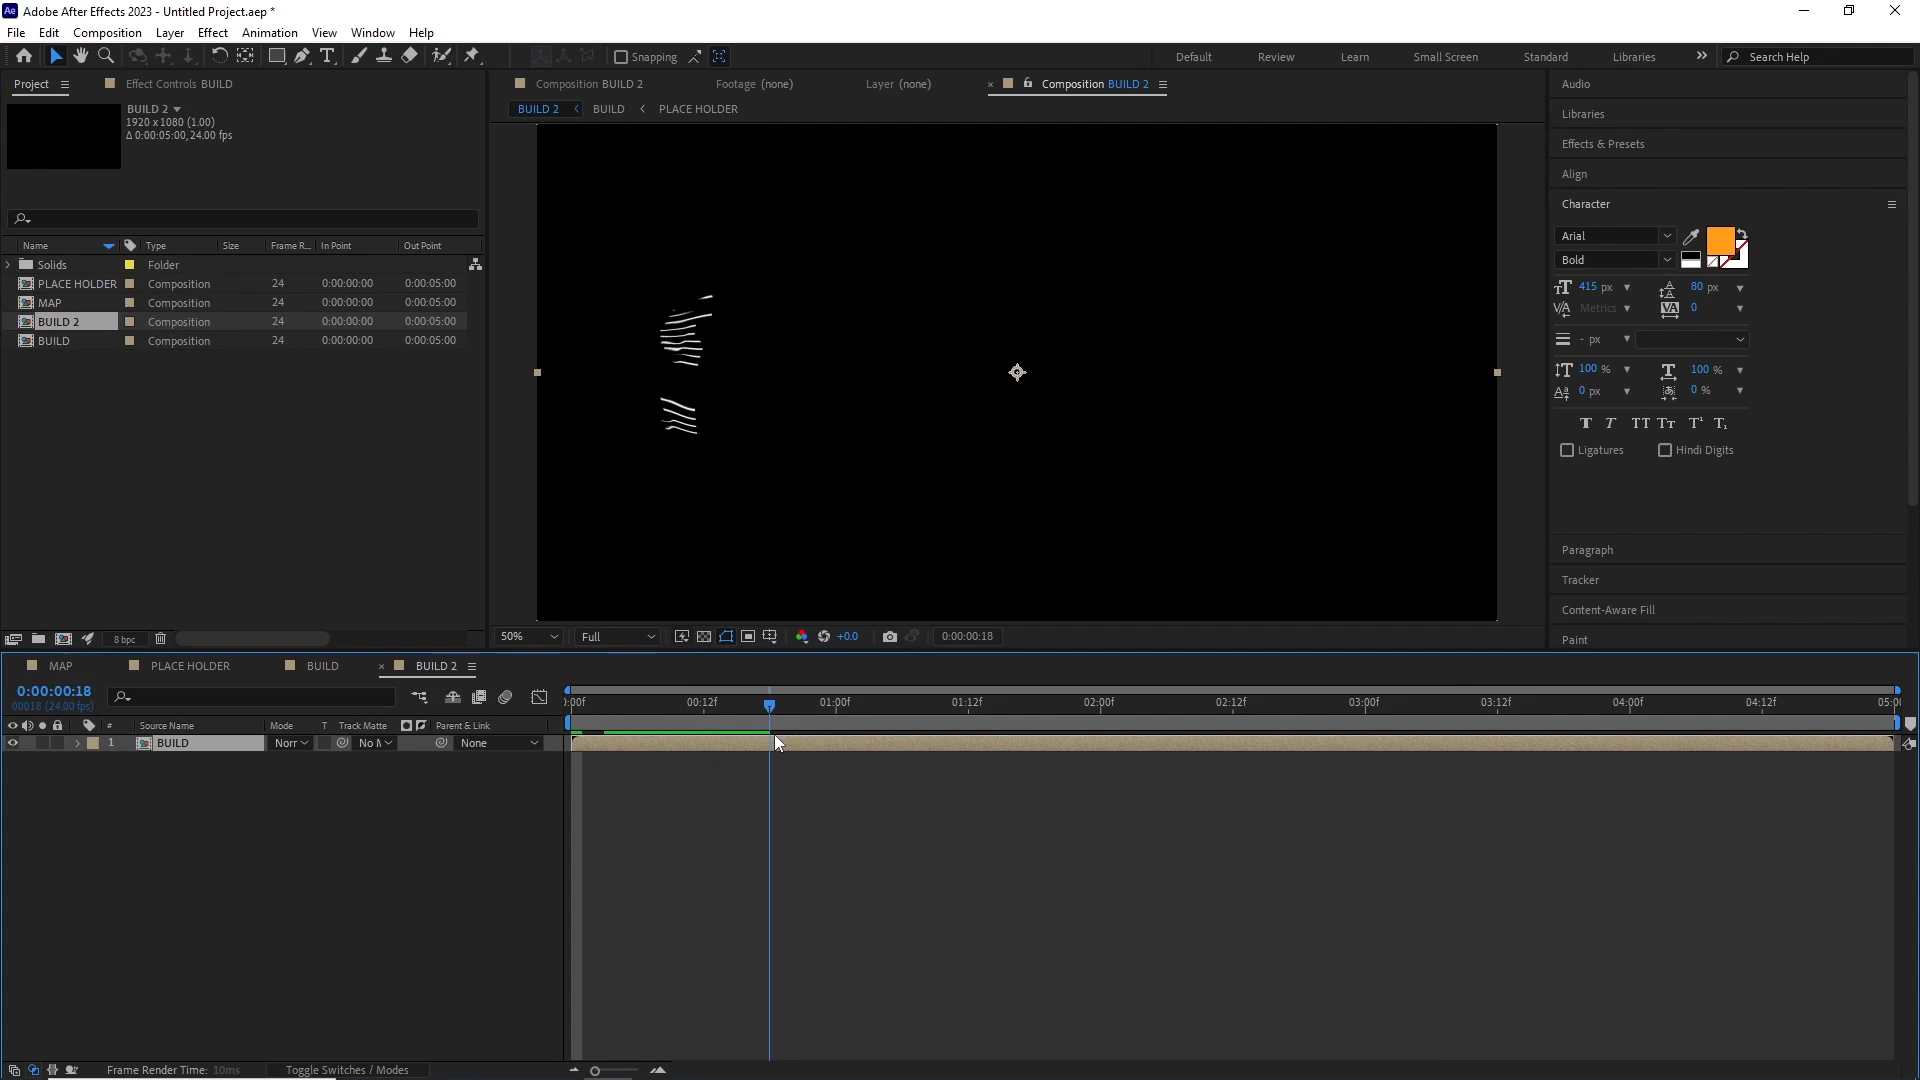 Ae Adobe After Effects 2023 - Untitled Project.aep *
File Edit Composition Layer Effect Animation View Window Help
Snapping Default Review Learn Small Screen Standard Libraries Search Help
Project Effect Controls BUILD
Composition BUILD 2 Footage (none) Layer (none) Composition BUILD 2
BUILD 2 BUILD PLACE HOLDER
BUILD 2
1920 x 1080 (1.00)
Δ 0:00:05:00, 24.00 fps
Name Type Size Frame R... In Point Out Point
Solids Folder
PLACE HOLDER Composition 24 0:00:00:00 0:00:05:00
MAP Composition 24 0:00:00:00 0:00:05:00
BUILD 2 Composition 24 0:00:00:00 0:00:05:00
BUILD Composition 24 0:00:00:00 0:00:05:00
8 bpc
50% Full +0.0 0:00:00:18
Audio
Libraries
Effects & Presets
Align
Character
Arial
Bold
415 px 80 px
Metrics 0
- px
100 % 100 %
0 px 0 %
T T TT Tт T¹ T₁
Ligatures Hindi Digits
Paragraph
Tracker
Content-Aware Fill
Paint
MAP PLACE HOLDER BUILD BUILD 2
0:00:00:18
00018 (24.00 fps)
):00f 00:12f 01:00f 01:12f 02:00f 02:12f 03:00f 03:12f 04:00f 04:12f 05:0(
# Source Name Mode T Track Matte Parent & Link
1 BUILD Norr No M None
Frame Render Time: 10ms Toggle Switches / Modes